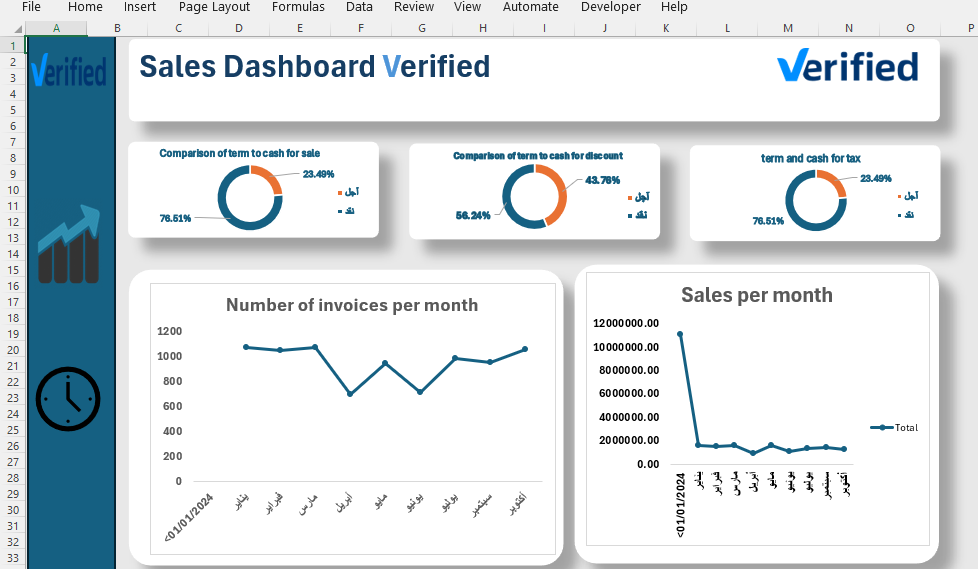 File Home Insert Page Layout Formulas Data Review View Automate Developer Help
A B C D E F G H I J K L M N O P
1
2
3
4
5
6
7
8
9
10
11
12
13
14
15
16
17
18
19
20
21
22
23
24
25
26
27
28
29
30
31
32
33
Verified
Sales Dashboard Verified
Verified
Comparison of term to cash for sale
23.49%
76.51%
آجل
نقد
Comparison of term to cash for discount
43.76%
56.24%
آجل
نقد
term and cash for tax
23.49%
76.51%
آجل
نقد
Number of invoices per month
1200
1000
800
600
400
200
0
<01/01/2024
يناير
فبراير
مارس
أبريل
مايو
يونيو
يوليو
سبتمبر
أكتوبر
Sales per month
12000000.00
10000000.00
8000000.00
6000000.00
4000000.00
2000000.00
0.00
<01/01/2024
يناير
فبراير
مارس
أبريل
مايو
يونيو
يوليو
سبتمبر
أكتوبر
Total